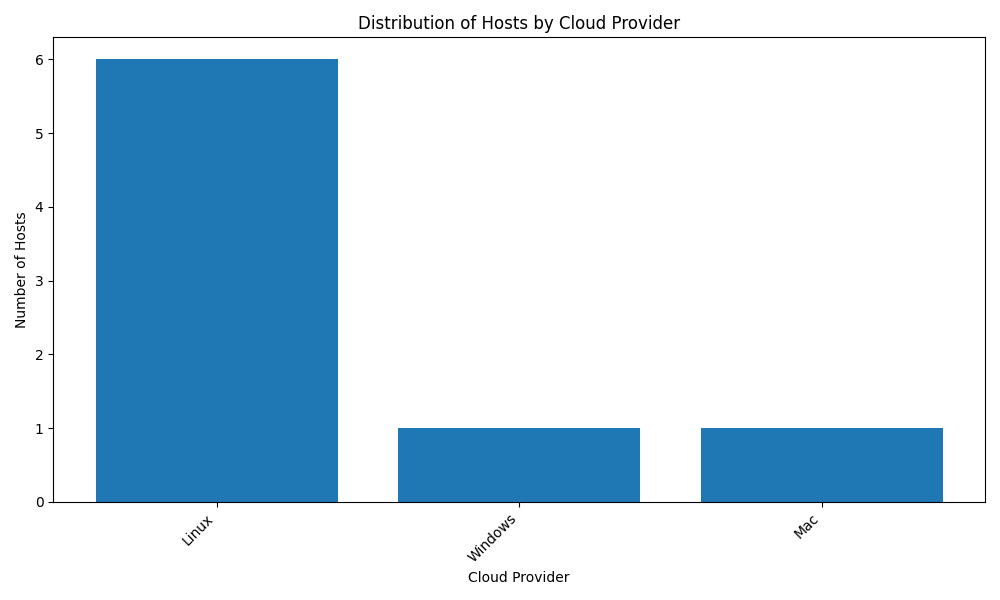 Distribution of Hosts by Cloud Provider
Number of Hosts
6
5
4
3
2
1
0
Linux
Windows
Mac
Cloud Provider